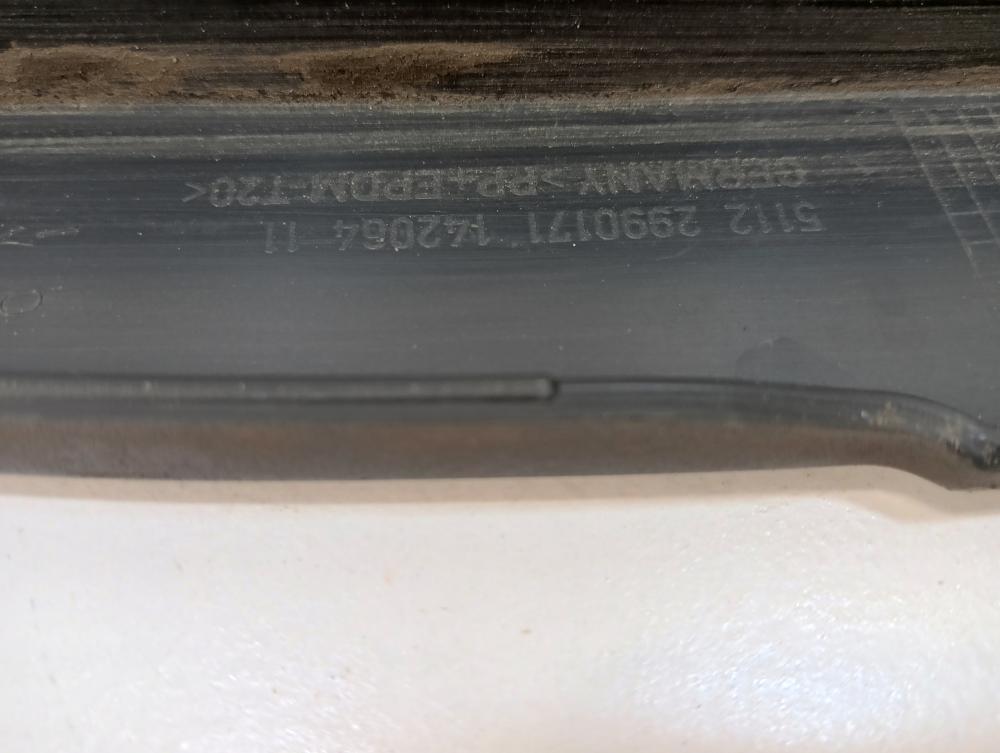 5112 2990171 142064-11
GERMANY >PP+EPDM-T20<